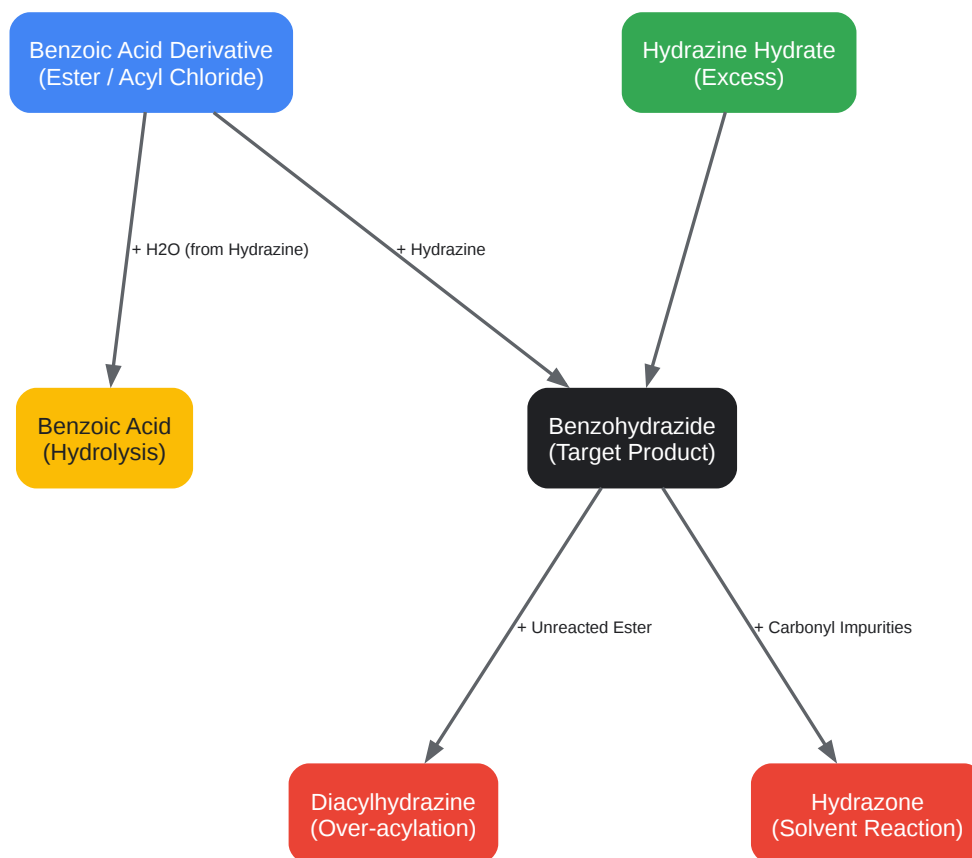 Benzoic Acid Derivative
(Ester / Acyl Chloride)
Hydrazine Hydrate
(Excess)
+ H2O (from Hydrazine)
+ Hydrazine
Benzoic Acid
(Hydrolysis)
Benzohydrazide
(Target Product)
+ Unreacted Ester
+ Carbonyl Impurities
Diacylhydrazine
(Over-acylation)
Hydrazone
(Solvent Reaction)